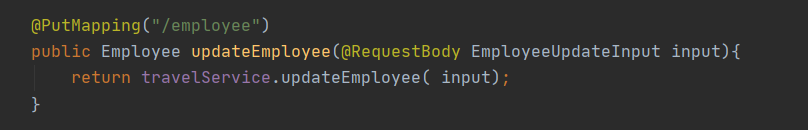 @PutMapping("/employee")
public Employee updateEmployee(@RequestBody EmployeeUpdateInput input){
    return travelService.updateEmployee( input);
}